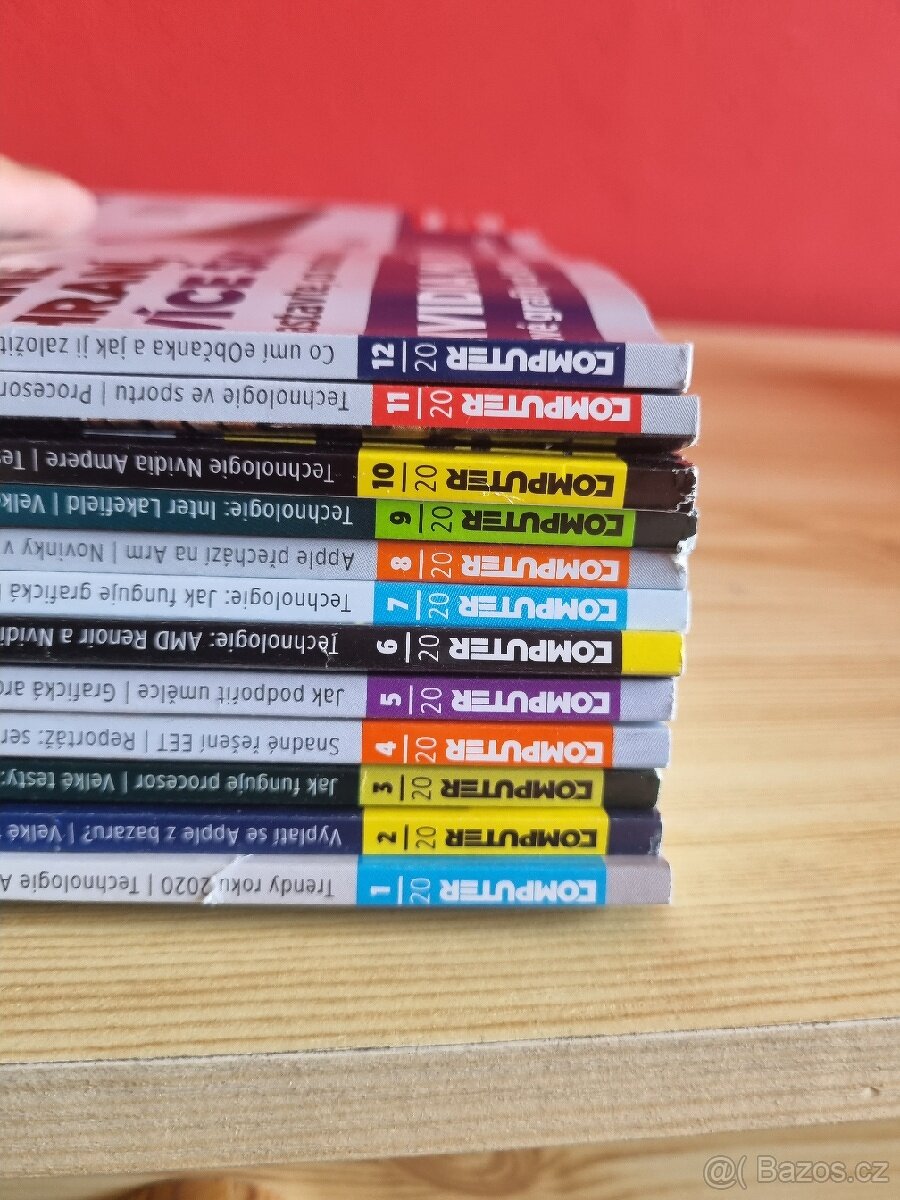 COMPUTER 12 20 Co umí eObčanka a jak ji založit
COMPUTER 11 20 Technologie ve sportu | Procesor
COMPUTER 10 20 Technologie Nvidia Ampere |
COMPUTER 9 20 Technologie: Inter Lakefield |
COMPUTER 8 20 Apple přechází na Arm | Novinky v
COMPUTER 7 20 Technologie: Jak funguje grafická
COMPUTER 6 20 Technologie: AMD Renoir a
COMPUTER 5 20 Jak podpořit umělce | Grafická
COMPUTER 4 20 Snadné řešení EET | Reportáž:
COMPUTER 3 20 Jak funguje procesor | Velké testy:
COMPUTER 2 20 Vyplatí se Apple z bazaru? | Velké
COMPUTER 1 20 Trendy roku 2020 | Technologie A
@( Bazos.cz